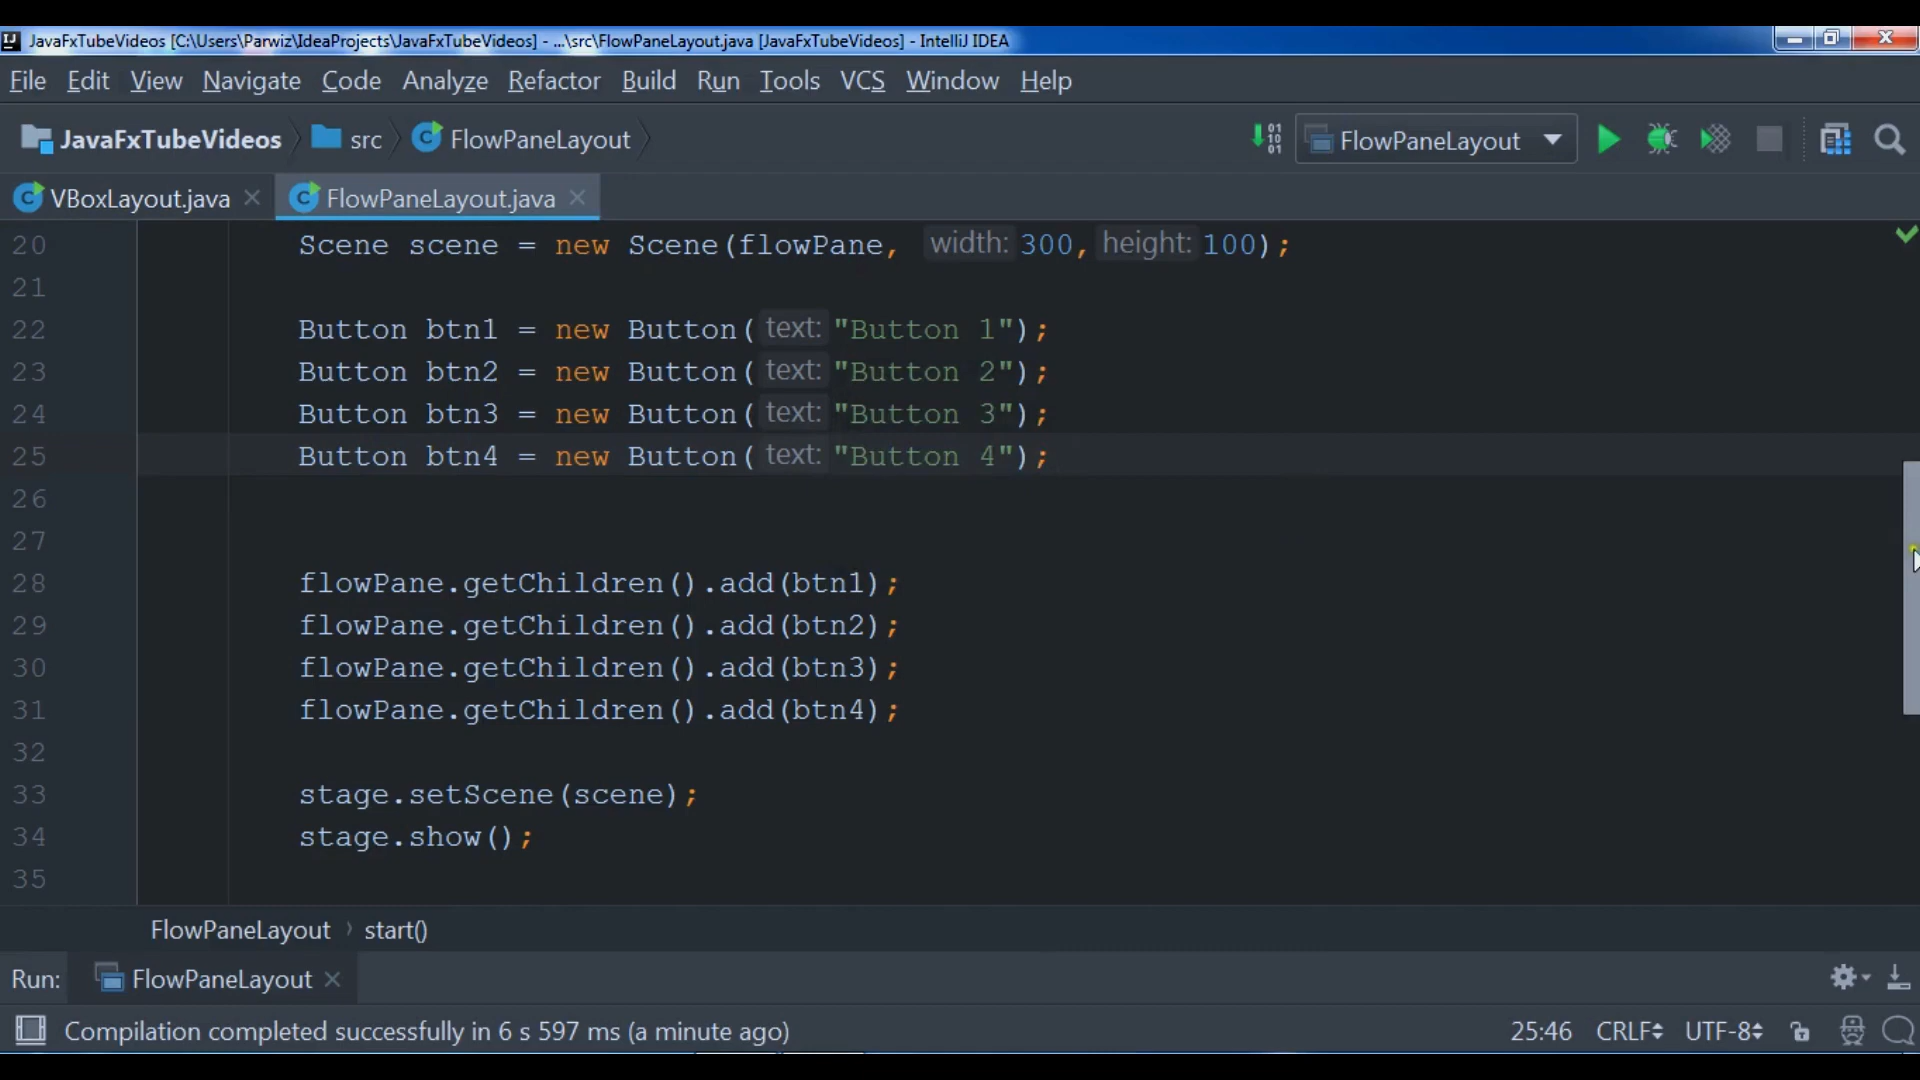 JavaFxTubeVideos [C:\Users\Parwiz\IdeaProjects\JavaFxTubeVideos] - ...\src\FlowPaneLayout.java [JavaFxTubeVideos] - IntelliJ IDEA
File Edit View Navigate Code Analyze Refactor Build Run Tools VCS Window Help
JavaFxTubeVideos src FlowPaneLayout FlowPaneLayout
VBoxLayout.java FlowPaneLayout.java
20 Scene scene = new Scene(flowPane, width: 300, height: 100);
21
22 Button btn1 = new Button( text: "Button 1");
23 Button btn2 = new Button( text: "Button 2");
24 Button btn3 = new Button( text: "Button 3");
25 Button btn4 = new Button( text: "Button 4");
26
27
28 flowPane.getChildren().add(btn1);
29 flowPane.getChildren().add(btn2);
30 flowPane.getChildren().add(btn3);
31 flowPane.getChildren().add(btn4);
32
33 stage.setScene(scene);
34 stage.show();
35
FlowPaneLayout › start()
Run: FlowPaneLayout
Compilation completed successfully in 6 s 597 ms (a minute ago) 25:46 CRLF UTF-8